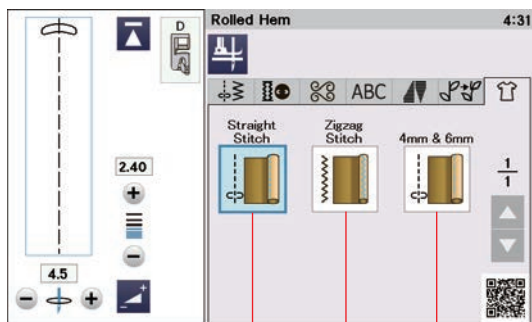 Rolled Hem
4:31
D
ABC
Straight
Stitch
Zigzag
Stitch
4mm & 6mm
2.40
1
1
4.5